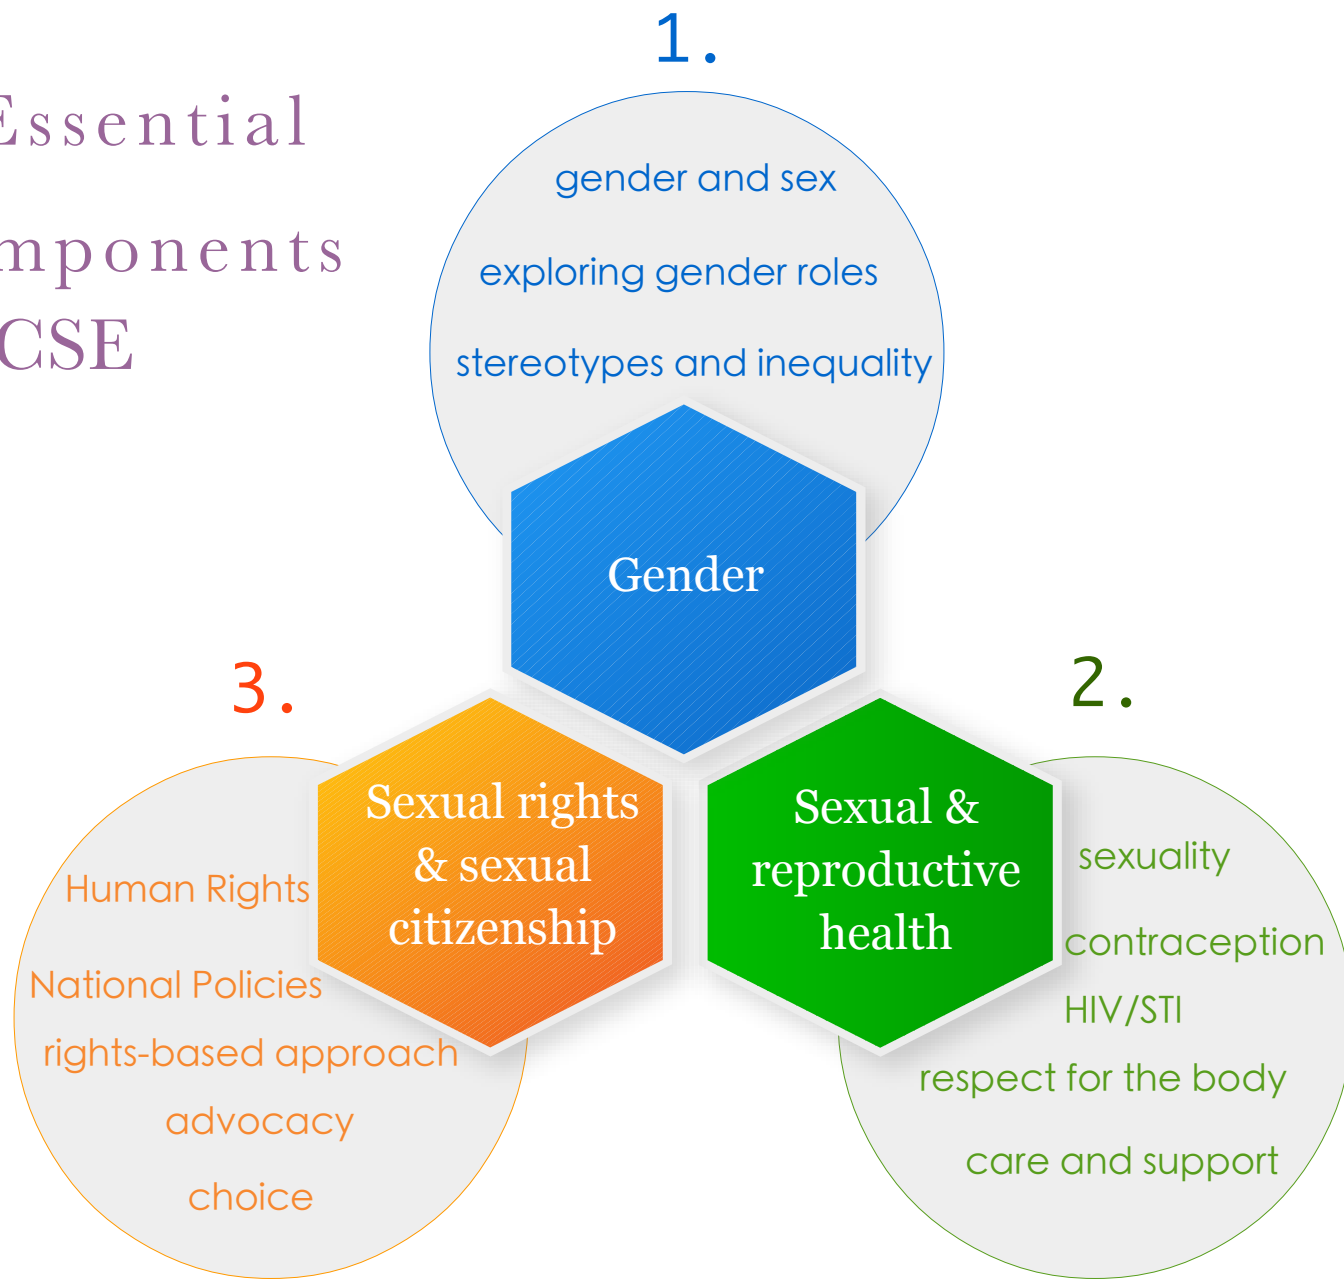 Essential
mponents
CSE
1.
gender and sex
exploring gender roles
stereotypes and inequality
Gender
2.
Sexual &
reproductive
health
sexuality
contraception
HIV/STI
respect for the body
care and support
3.
Sexual rights
& sexual
citizenship
Human Rights
National Policies
rights-based approach
advocacy
choice